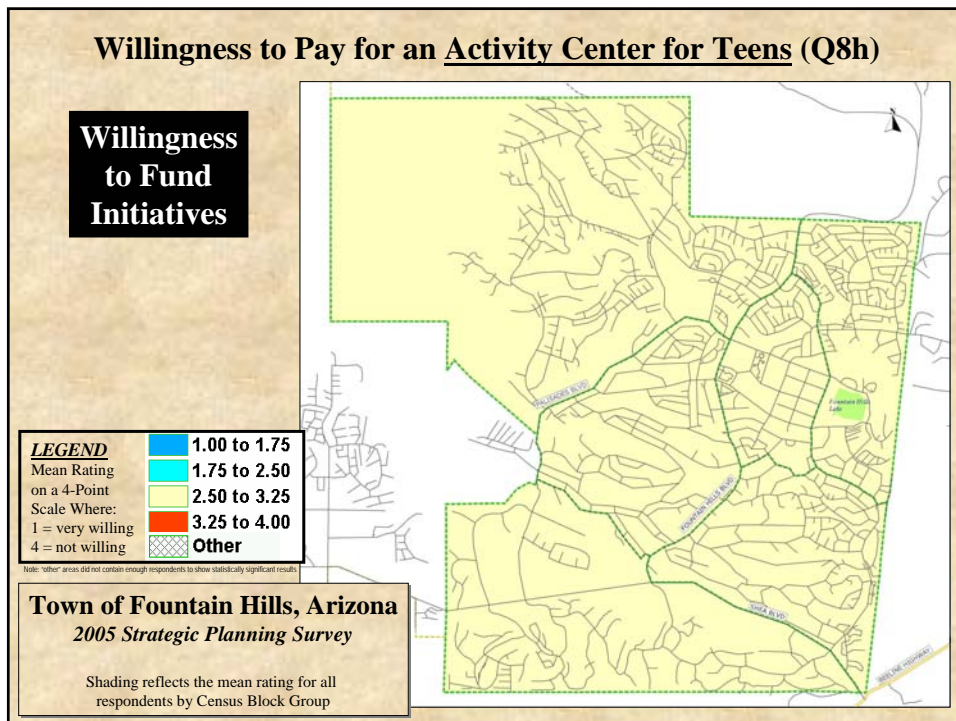 Willingness to Pay for an Activity Center for Teens (Q8h)
Willingness
to Fund
Initiatives
PALISADES BLVD
Fountain Hills
Lake
FOUNTAIN HILLS BLVD
SHEA BLVD
BEELINE HIGHWAY
LEGEND
Mean Rating
on a 4-Point
Scale Where:
1 = very willing
4 = not willing
1.00 to 1.75
1.75 to 2.50
2.50 to 3.25
3.25 to 4.00
Other
Note: "other" areas did not contain enough respondents to show statistically significant results.
Town of Fountain Hills, Arizona
2005 Strategic Planning Survey
Shading reflects the mean rating for all
respondents by Census Block Group